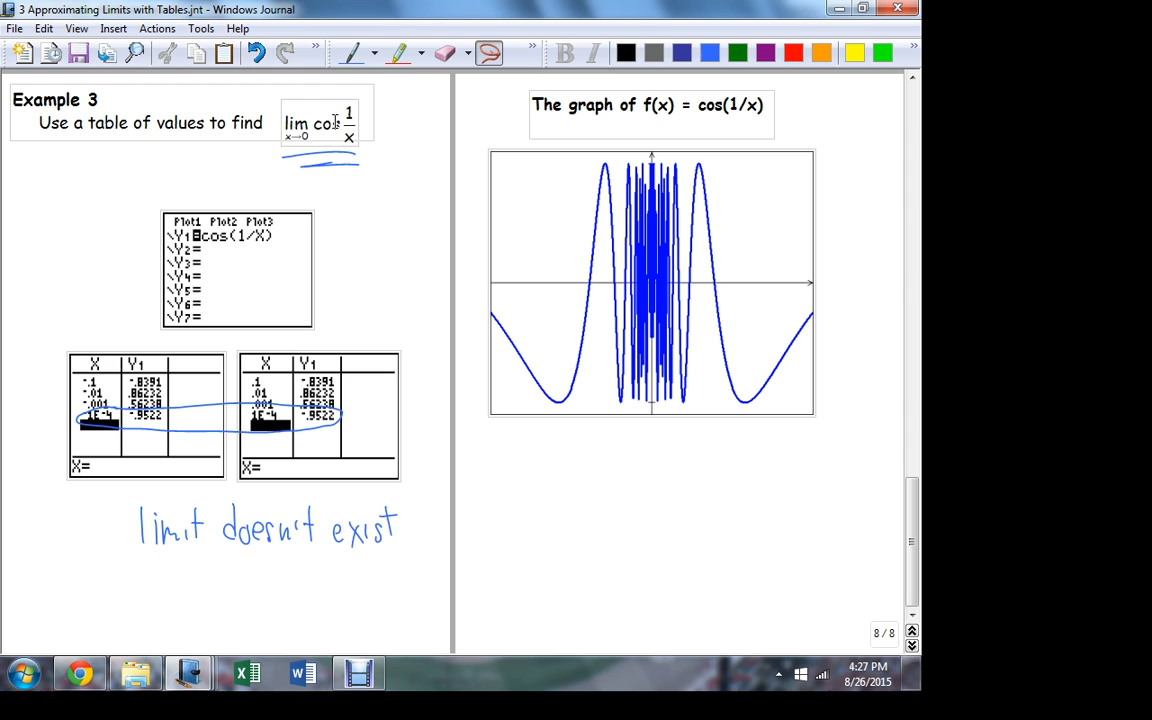 3 Approximating Limits with Tables.jnt - Windows Journal
File Edit View Insert Actions Tools Help
» » B I »
Example 3
Use a table of values to find lim x→0 cos 1/x
Plot1 Plot2 Plot3
\Y1=cos(1/X)
\Y2=
\Y3=
\Y4=
\Y5=
\Y6=
\Y7=
X Y1
-.1 -.8391
-.01 .86232
-.001 .56238
-1E-4 -.9522
X=
X Y1
.1 -.8391
.01 .86232
.001 .56238
1E-4 -.9522
X=
limit doesn't exist
The graph of f(x) = cos(1/x)
8 / 8
4:27 PM
8/26/2015